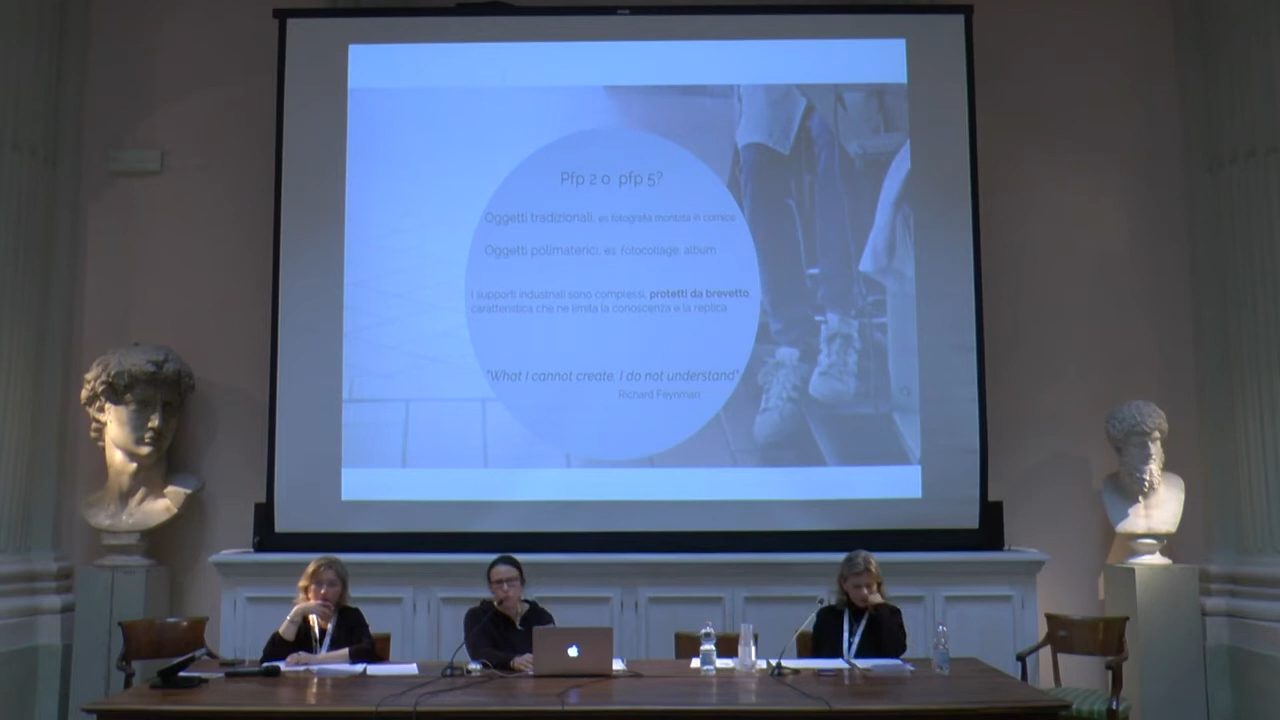 Pfp 2 o pfp 5?
Oggetti tradizionali, es fotografia montata in cornice
Oggetti polimaterici, es. fotocollage, album
I supporti industriali sono compressi, protetti da brevetto,
caratteristica che ne limita la conoscenza e la replica
"What I cannot create, I do not understand"
Richard Feynman